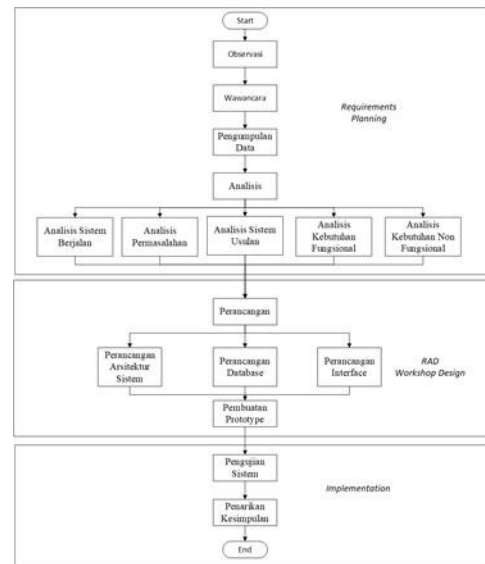 Start
Observasi
Wawancara
Requirements
Planning
Pengumpulan
Data
Analisis
Analisis Sistem
Berjalan
Analisis
Permasalahan
Analisis Sistem
Usulan
Analisis
Kebutuhan
Fungsional
Analisis
Kebutuhan Non
Fungsional
Perancangan
Perancangan
Arsitektur
Sistem
Perancangan
Database
Perancangan
Interface
RAD
Workshop Design
Pembuatan
Prototype
Pengujian
Sistem
Implementation
Penarikan
Kesimpulan
End